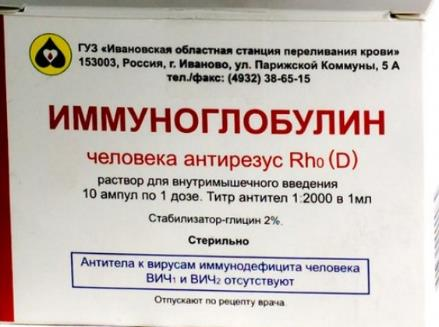 ГУЗ «Ивановская областная станция переливания крови»
153003, Россия, г. Иваново, ул. Парижской Коммуны, 5 А
тел./факс: (4932) 38-65-15
ИММУНОГЛОБУЛИН
человека антирезус Rh0 (D)
раствор для внутримышечного введения
10 ампул по 1 дозе. Титр антител 1:2000 в 1мл
Стабилизатор-глицин 2%.
Стерильно
Антитела к вирусам иммунодефицита человека
ВИЧ1 и ВИЧ2 отсутствуют
Отпускают по рецепту врача.